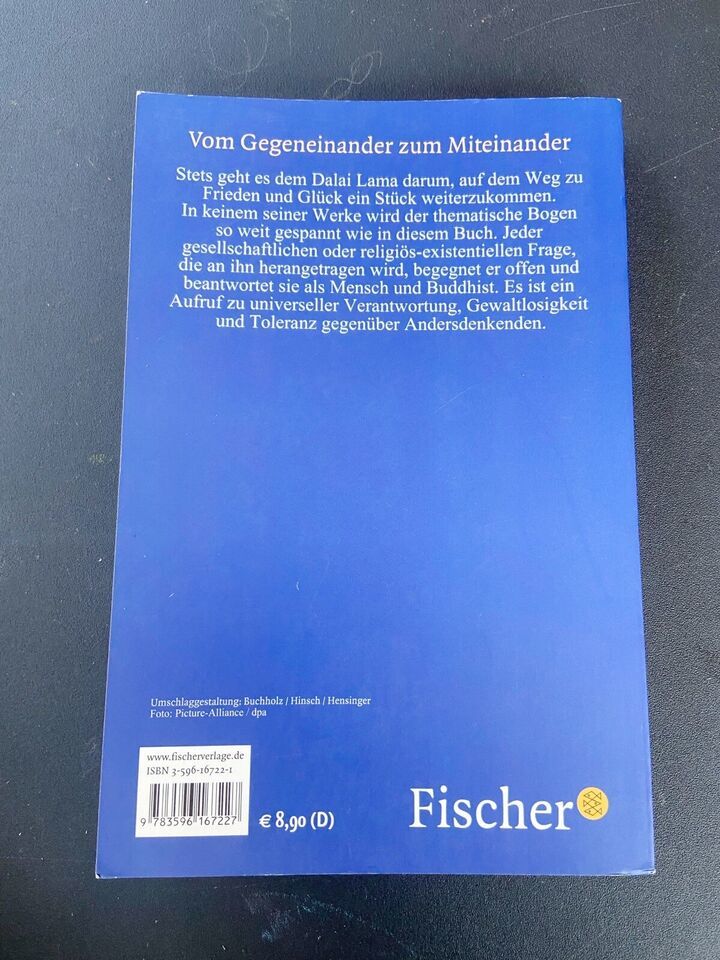 Vom Gegeneinander zum Miteinander
Stets geht es dem Dalai Lama darum, auf dem Weg zu
Frieden und Glück ein Stück weiterzukommen.
In keinem seiner Werke wird der thematische Bogen
so weit gespannt wie in diesem Buch. Jeder
gesellschaftlichen oder religiös-existentiellen Frage,
die an ihn herangetragen wird, begegnet er offen und
beantwortet sie als Mensch und Buddhist. Es ist ein
Aufruf zu universeller Verantwortung, Gewaltlosigkeit
und Toleranz gegenüber Andersdenkenden.
Umschlaggestaltung: Buchholz / Hinsch / Hensinger
Foto: Picture-Alliance / dpa
www.fischerverlage.de
ISBN 3-596-16722-1
9 783596 167227
€ 8,90 (D)
Fischer